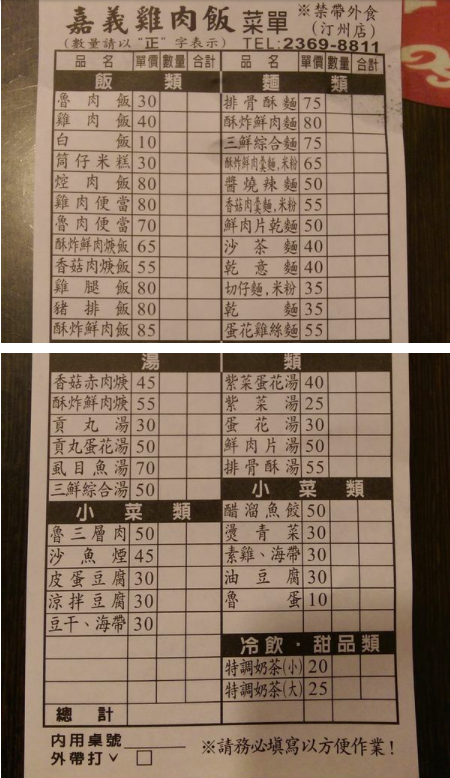 嘉義雞肉飯 菜單 ※禁帶外食
(數量請以"正"字表示) TEL:2369-8811 (汀州店)
品名 單價 數量 合計 品名 單價 數量 合計
飯類 麵類
魯肉飯 30 排骨酥麵 75
雞肉飯 40 酥炸鮮肉麵 80
白飯 10 三鮮綜合麵 75
筒仔米糕 30 酥炸鮮肉羹麵,米粉 65
焢肉飯 80 醬燒辣麵 50
雞肉便當 80 香菇肉羹麵,米粉 55
魯肉便當 70 鮮肉片乾麵 50
酥炸鮮肉焿飯 65 沙茶麵 40
香菇肉焿飯 55 乾意麵 40
雞腿飯 80 切仔麵,米粉 35
豬排飯 80 乾麵 35
酥炸鮮肉飯 85 蛋花雞絲麵 55
湯類
香菇赤肉焿 45 紫菜蛋花湯 40
酥炸鮮肉焿 55 紫菜湯 25
貢丸湯 30 蛋花湯 30
貢丸蛋花湯 50 鮮肉片湯 50
虱目魚湯 70 排骨酥湯 55
三鮮綜合湯 50 小菜類
小菜類 醋溜魚餃 50
魯三層肉 50 燙青菜 30
沙魚煙 45 素雞、海帶 30
皮蛋豆腐 30 油豆腐 30
涼拌豆腐 30 魯蛋 10
豆干、海帶 30
冷飲·甜品類
特調奶茶(小) 20
特調奶茶(大) 25
總計
內用桌號
外帶打ˇ □ ※請務必填寫以方便作業!